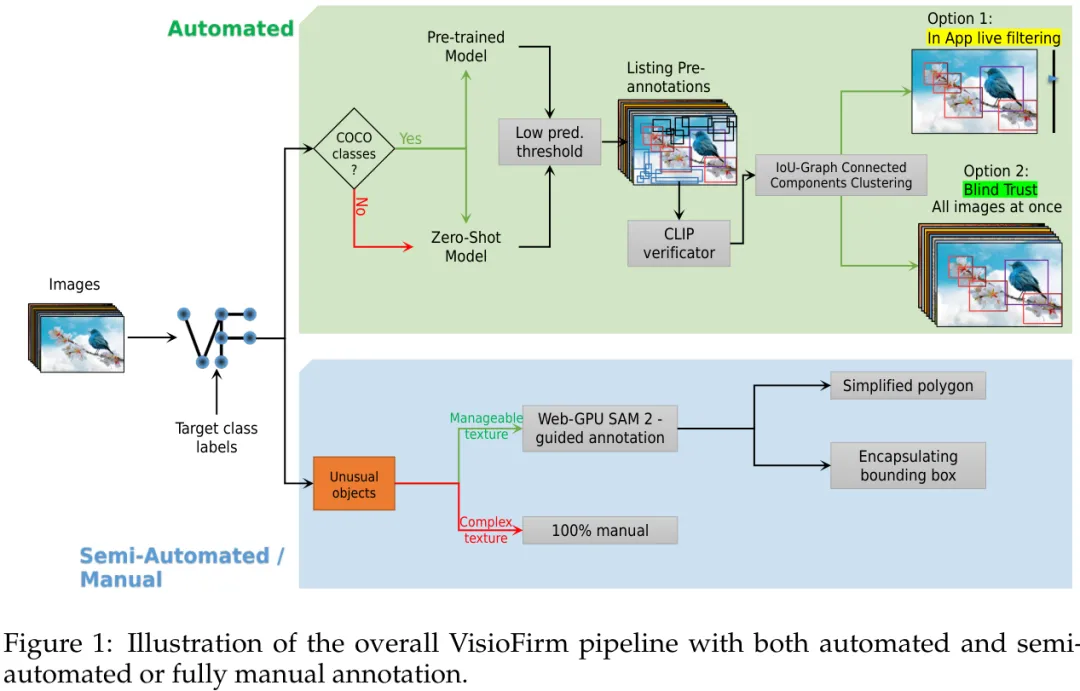 Automated
Pre-trained
Model
COCO
classes
?
Yes
No
Zero-Shot
Model
Low pred.
threshold
Listing Pre-
annotations
CLIP
verificator
IoU-Graph Connected
Components Clustering
Option 1:
In App live filtering
Option 2:
Blind Trust
All images at once
Images
Target class
labels
Unusual
objects
Manageable
texture
Complex
texture
Web-GPU SAM 2 -
guided annotation
100% manual
Simplified polygon
Encapsulating
bounding box
Semi-Automated /
Manual
Figure 1: Illustration of the overall VisioFirm pipeline with both automated and semi-
automated or fully manual annotation.